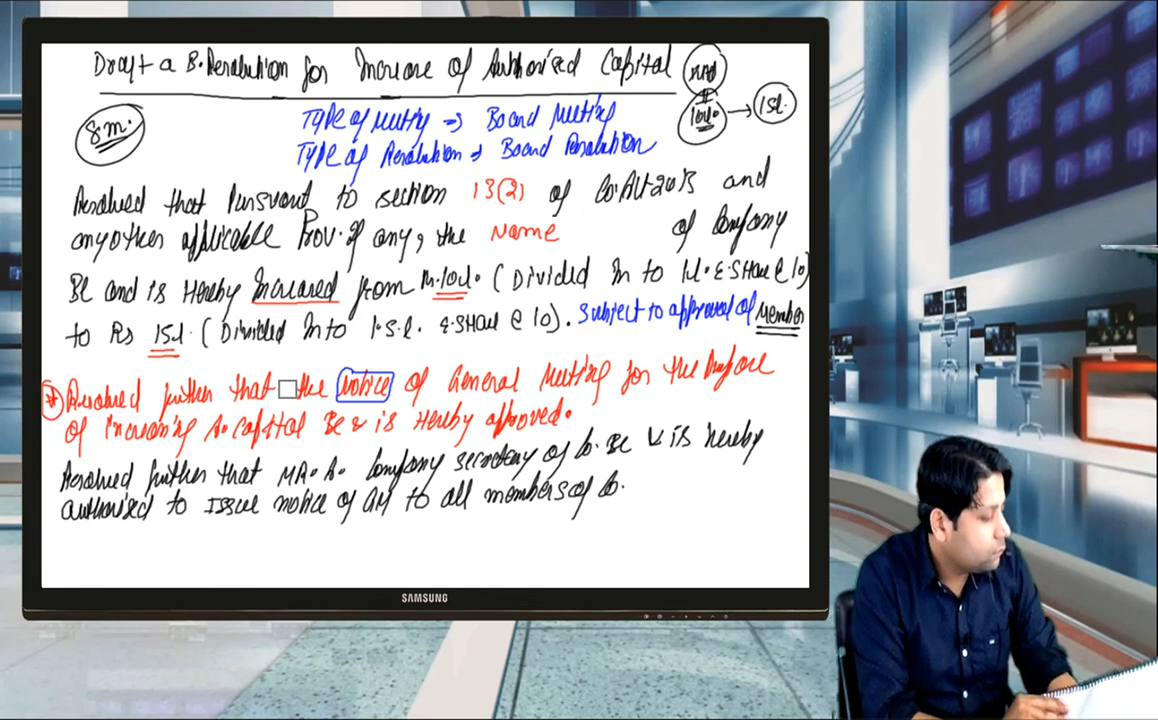 Draft a B. Resolution for Increase of Authorised Capital
8 m.
10l. → 15l.
Type of Meeting => Board Meeting
Type of Resolution => Board Resolution
Resolved that Pursuant to section 13(2) of Co. Act 2013 and
any other applicable Prov. if any, the Name of Company
Be and is Hereby Increased from Rs. 10l. (Divided In to 1l. E. Share @ 10)
to Rs 15l. (Divided Into 1.5l. E. Share @ 10). Subject to approval of Member
Resolved further that the notice of General Meeting for the Purpose
of increasing A. capital Be & is Hereby approved.
Resolved further that MR. A. Company secretary of Co. Be & is hereby
authorised to Issue notice of GM to all members of Co.
SAMSUNG